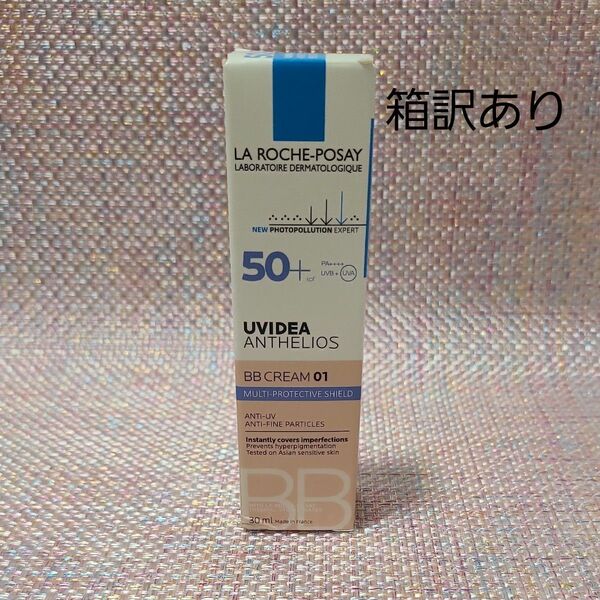 箱訳あり
LA ROCHE-POSAY
LABORATOIRE DERMATOLOGIQUE
NEW PHOTOPOLLUTION EXPERT
50+
PA++++
UVB + UVA
UVIDEA
ANTHELIOS
BB CREAM 01
MULTI-PROTECTIVE SHIELD
ANTI-UV
ANTI-FINE PARTICLES
Instantly covers imperfections
Prevents hyperpigmentation
Tested on Asian sensitive skin
BB
30 ml Made in France